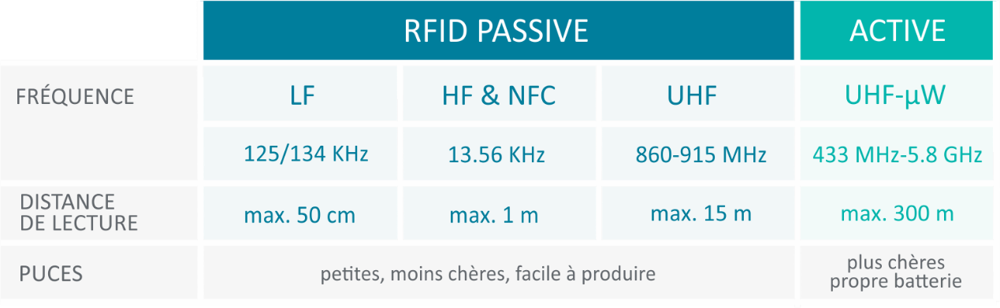 RFID PASSIVE ACTIVE
FRÉQUENCE LF HF & NFC UHF UHF-µW
125/134 KHz 13.56 KHz 860-915 MHz 433 MHz-5.8 GHz
DISTANCE
DE LECTURE max. 50 cm max. 1 m max. 15 m max. 300 m
PUCES petites, moins chères, facile à produire plus chères
propre batterie